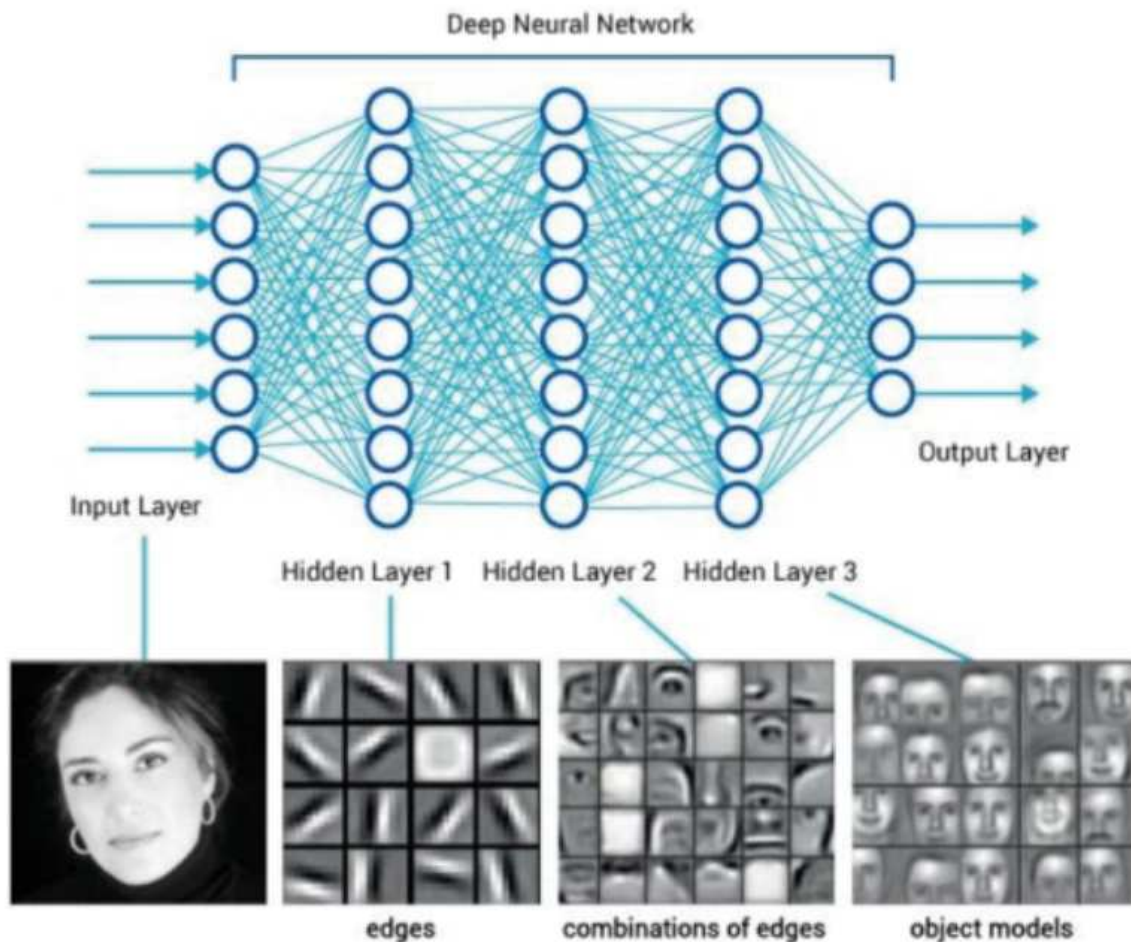 Deep Neural Network
Input Layer
Output Layer
Hidden Layer 1
Hidden Layer 2
Hidden Layer 3
edges
combinations of edges
object models